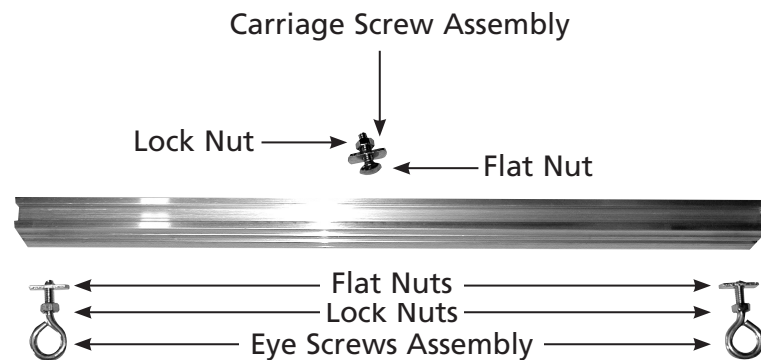 Carriage Screw Assembly
Lock Nut
Flat Nut
Flat Nuts
Lock Nuts
Eye Screws Assembly